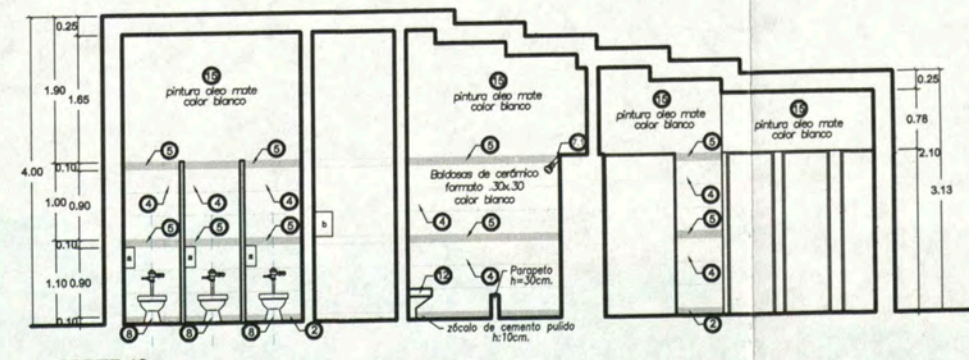 0.25
1.90
1.65
4.00
0.10
1.00
0.90
0.10
1.10
0.90
0.10
15
pintura oleo mate
color blanco
5
5
4
4
4
5
5
5
a
a
a
b
8
8
8
2
15
pintura oleo mate
color blanco
5
Baldosas de cerámico
formato .30x.30
color blanco
4
5
12
4
Parapeto
h=30cm.
zócalo de cemento pulido
h:10cm.
15
pintura oleo mate
color blanco
15
pintura oleo mate
color blanco
5
4
5
4
2
0.25
0.78
2.10
3.13